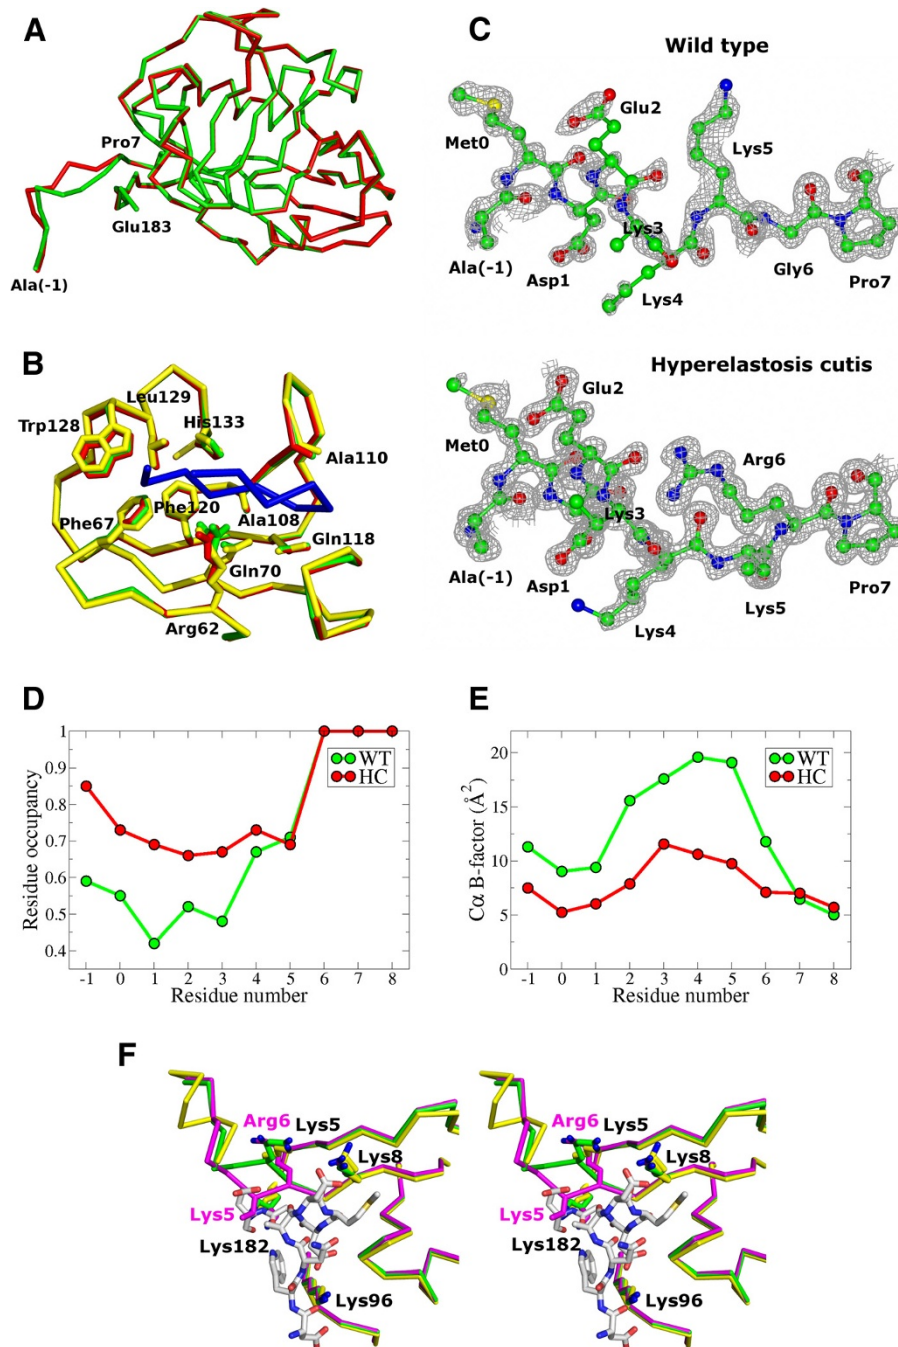 A
Pro7
Glu183
Ala(-1)
B
Leu129
Trp128
His133
Ala110
Phe120
Phe67
Ala108
Gln118
Gln70
Arg62
C
Wild type
Glu2
Met0
Lys5
Lys3
Ala(-1)
Asp1
Lys4
Gly6
Pro7
Hyperelastosis cutis
Glu2
Met0
Arg6
Lys3
Ala(-1)
Asp1
Lys4
Lys5
Pro7
D
1
0.9
0.8
0.7
0.6
0.5
0.4
Residue occupancy
WT
HC
-1 0 1 2 3 4 5 6 7 8
Residue number
E
20
15
10
5
0
Cα B-factor (Å²)
WT
HC
-1 0 1 2 3 4 5 6 7 8
Residue number
F
Arg6 Lys5
Lys8
Lys5
Lys182
Lys96
Arg6 Lys5
Lys8
Lys5
Lys182
Lys96